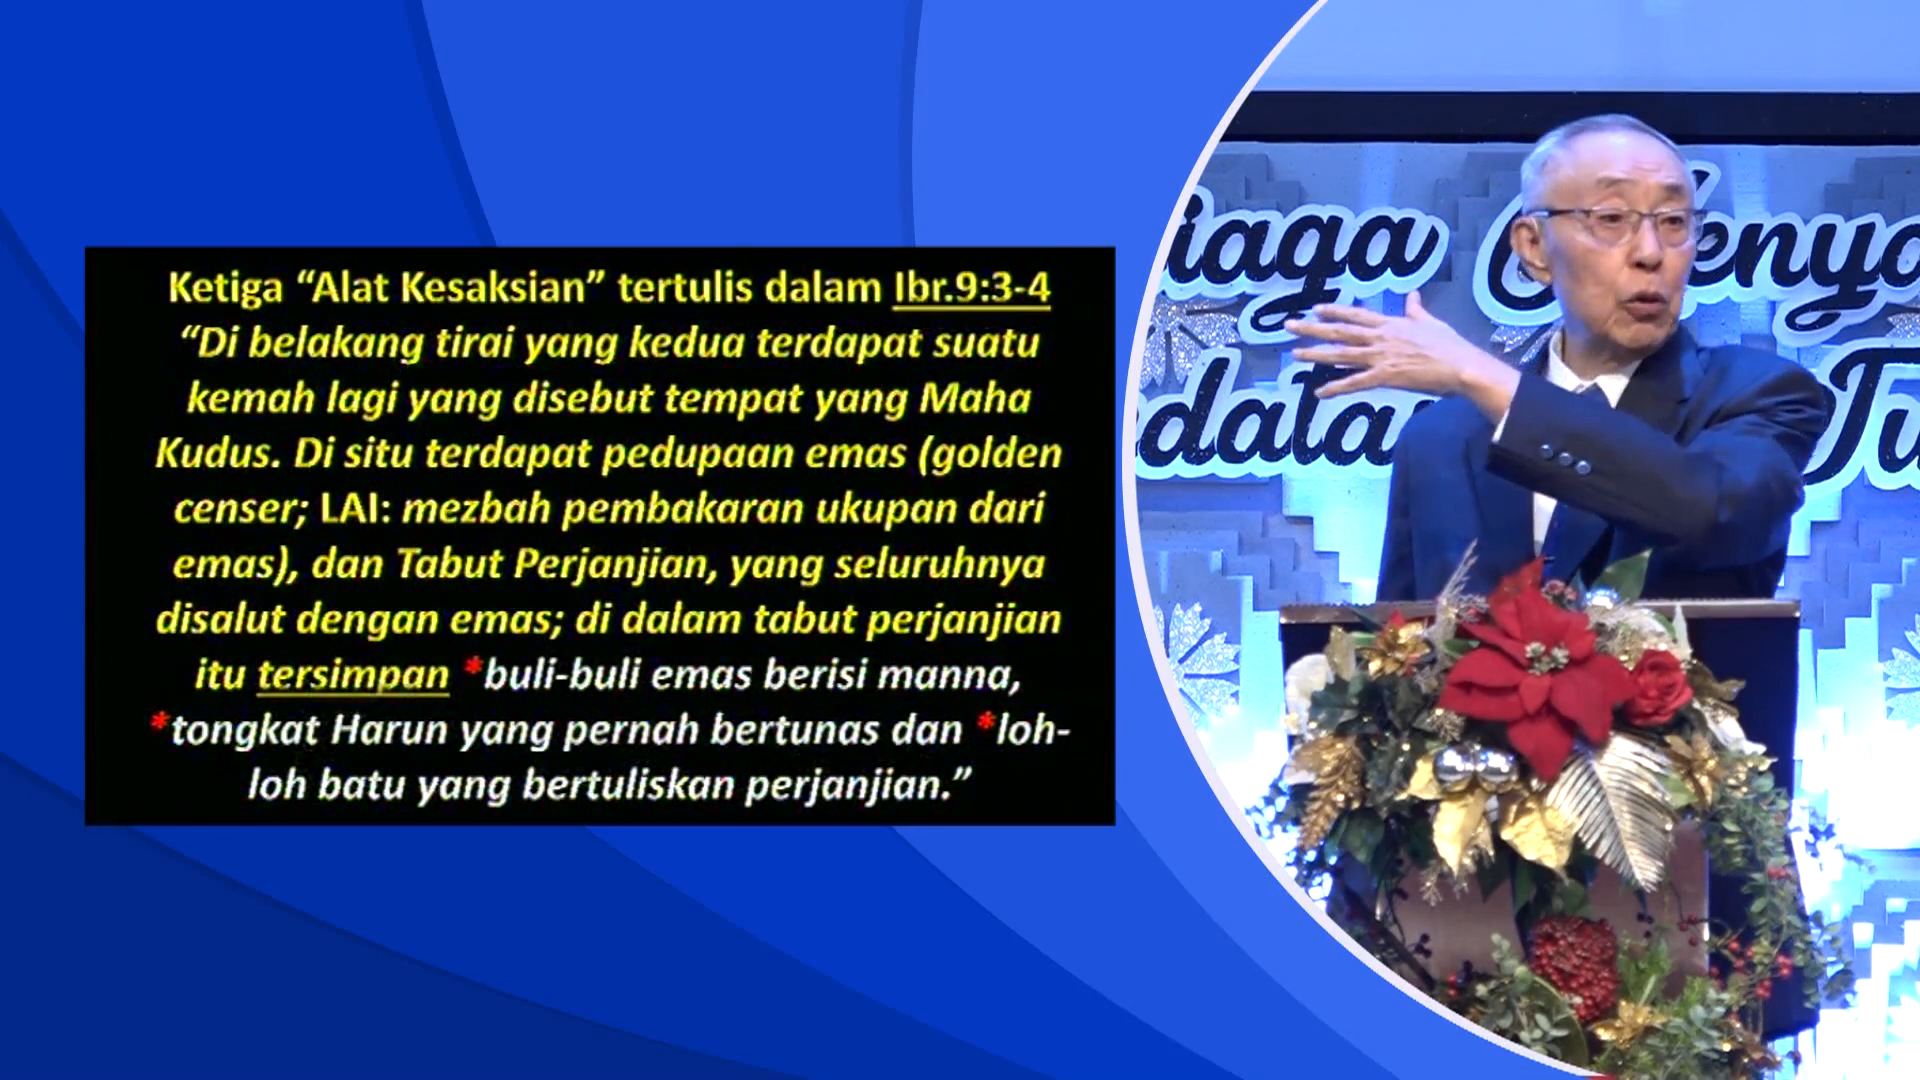 Ketiga “Alat Kesaksian” tertulis dalam Ibr.9:3-4
“Di belakang tirai yang kedua terdapat suatu
kemah lagi yang disebut tempat yang Maha
Kudus. Di situ terdapat pedupaan emas (golden
censer; LAI: mezbah pembakaran ukupan dari
emas), dan Tabut Perjanjian, yang seluruhnya
disalut dengan emas; di dalam tabut perjanjian
itu tersimpan *buli-buli emas berisi manna,
*tongkat Harun yang pernah bertunas dan *loh-
loh batu yang bertuliskan perjanjian.”